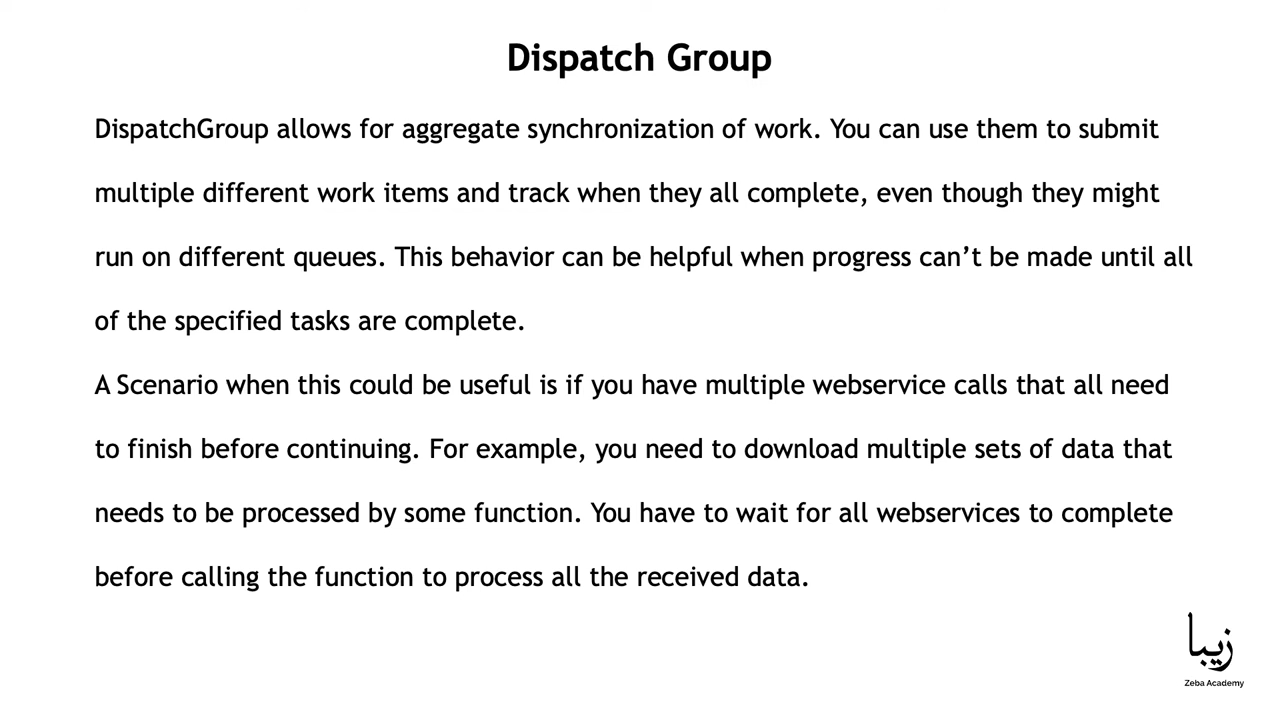 Dispatch Group
DispatchGroup allows for aggregate synchronization of work. You can use them to submit
multiple different work items and track when they all complete, even though they might
run on different queues. This behavior can be helpful when progress can’t be made until all
of the specified tasks are complete.
A Scenario when this could be useful is if you have multiple webservice calls that all need
to finish before continuing. For example, you need to download multiple sets of data that
needs to be processed by some function. You have to wait for all webservices to complete
before calling the function to process all the received data.
زیبا
Zeba Academy